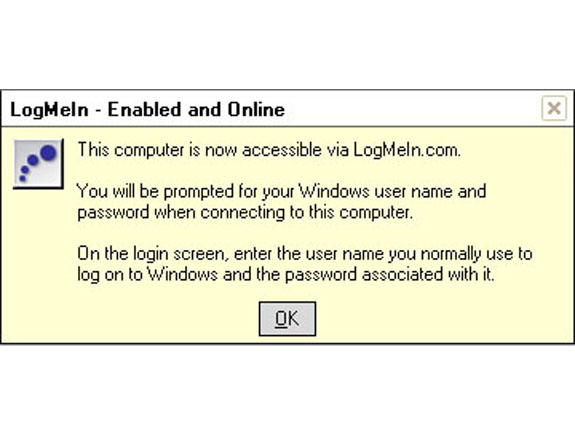 LogMeIn - Enabled and Online
This computer is now accessible via LogMeIn.com.
You will be prompted for your Windows user name and
password when connecting to this computer.
On the login screen, enter the user name you normally use to
log on to Windows and the password associated with it.
OK